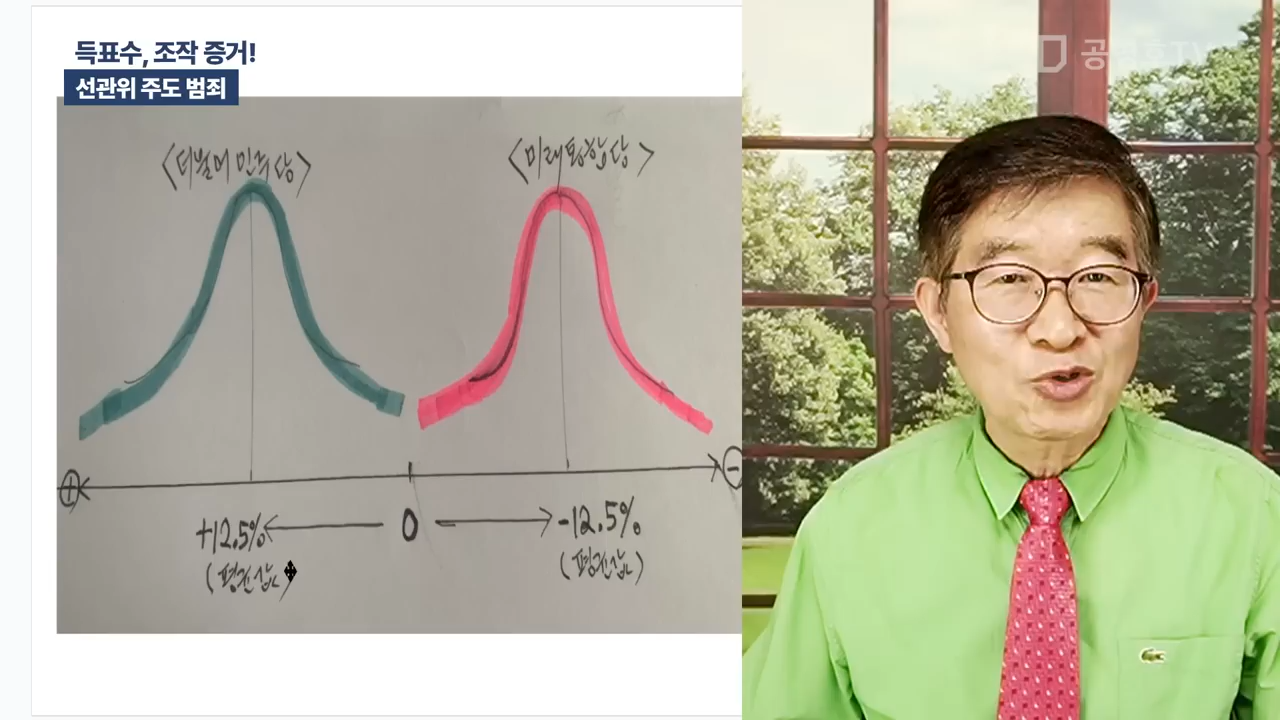 득표수, 조작 증거!
선관위 주도 범죄
<더불어 민주당>
<미래통합당>
+
-
+12.5%
0
-12.5%
(평균값)
(평균값)